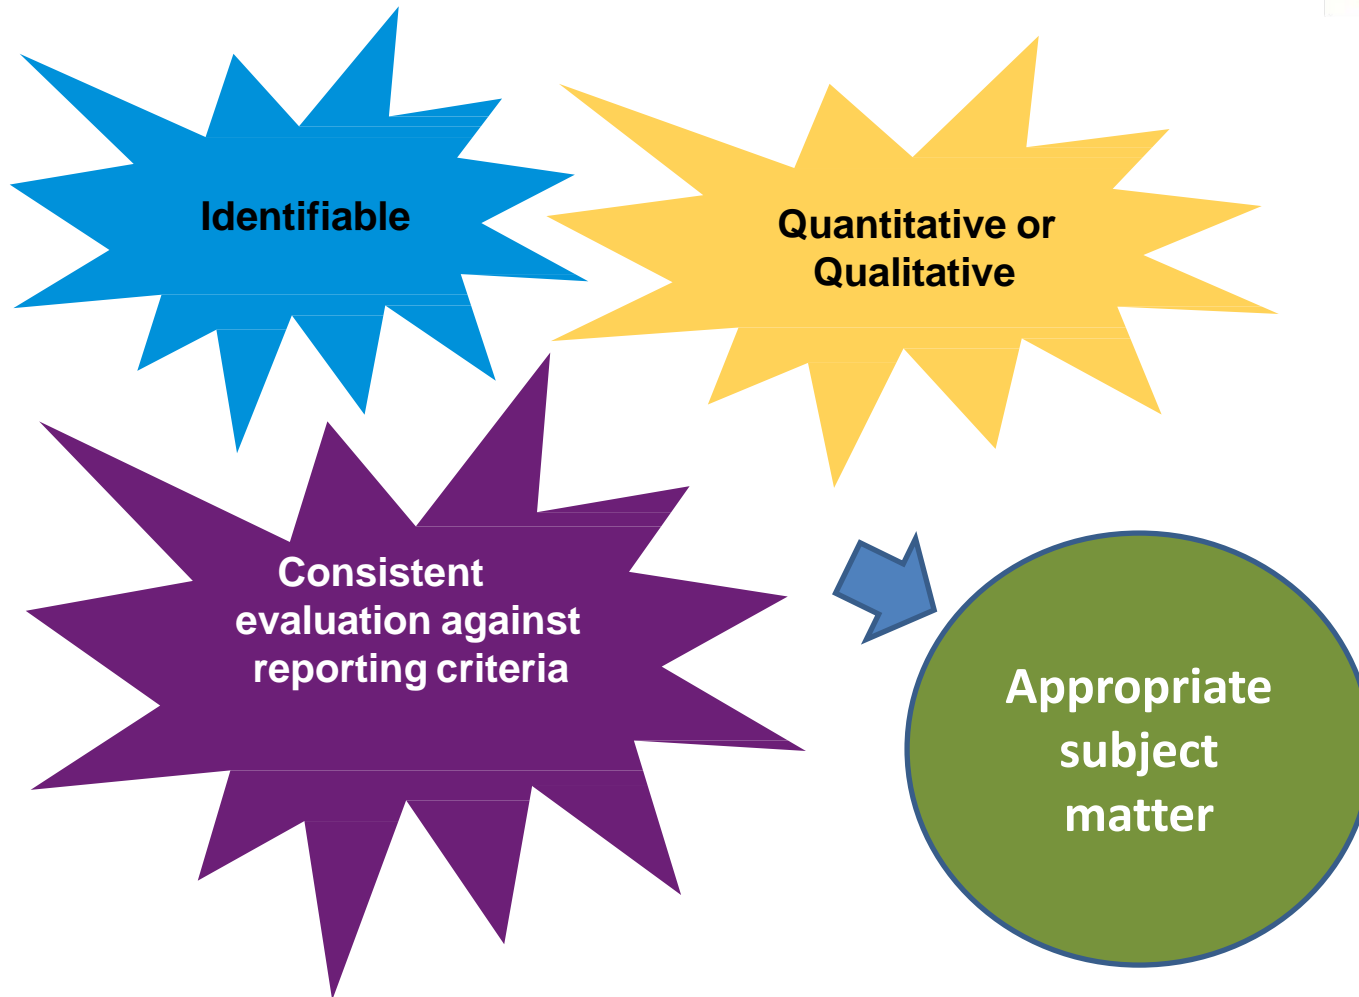 Identifiable
Quantitative or
Qualitative
Consistent
evaluation against
reporting criteria
Appropriate
subject
matter